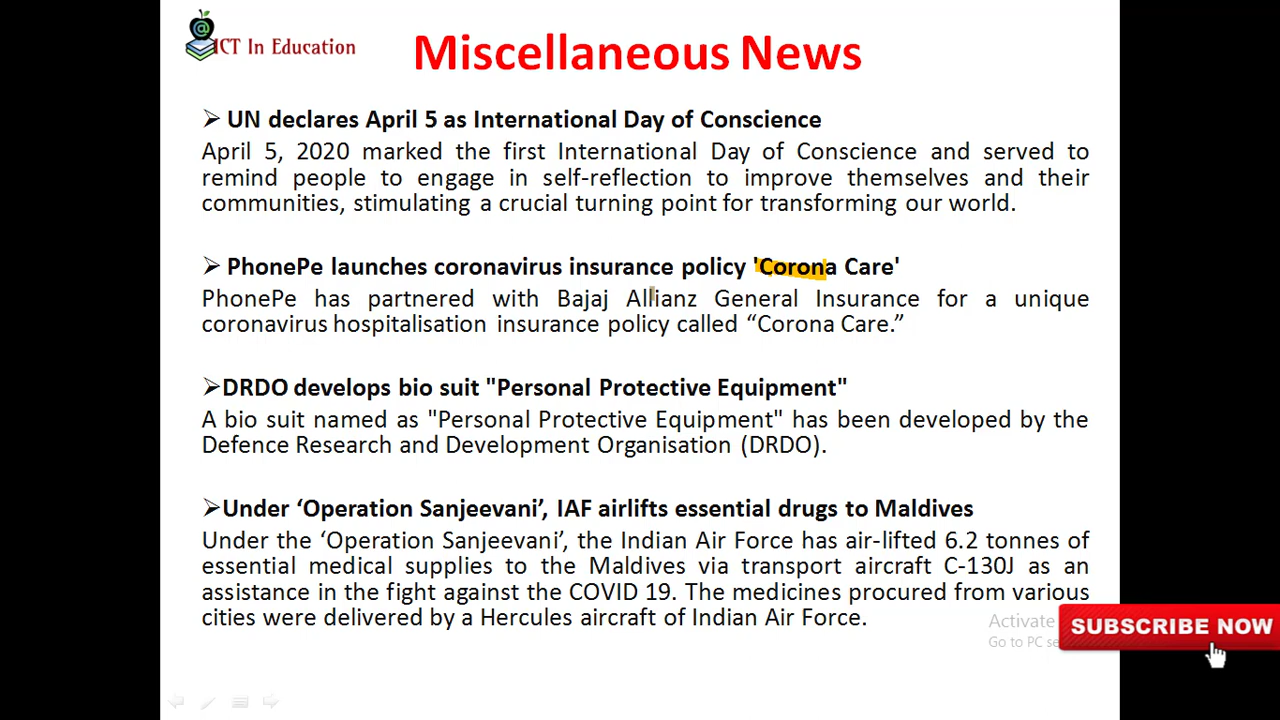 ICT In Education
Miscellaneous News
➢ UN declares April 5 as International Day of Conscience
April 5, 2020 marked the first International Day of Conscience and served to
remind people to engage in self-reflection to improve themselves and their
communities, stimulating a crucial turning point for transforming our world.
➢ PhonePe launches coronavirus insurance policy 'Corona Care'
PhonePe has partnered with Bajaj Allianz General Insurance for a unique
coronavirus hospitalisation insurance policy called “Corona Care.”
➢DRDO develops bio suit "Personal Protective Equipment"
A bio suit named as "Personal Protective Equipment" has been developed by the
Defence Research and Development Organisation (DRDO).
➢Under ‘Operation Sanjeevani’, IAF airlifts essential drugs to Maldives
Under the ‘Operation Sanjeevani’, the Indian Air Force has air-lifted 6.2 tonnes of
essential medical supplies to the Maldives via transport aircraft C-130J as an
assistance in the fight against the COVID 19. The medicines procured from various
cities were delivered by a Hercules aircraft of Indian Air Force.
Activate
Go to PC se
SUBSCRIBE NOW